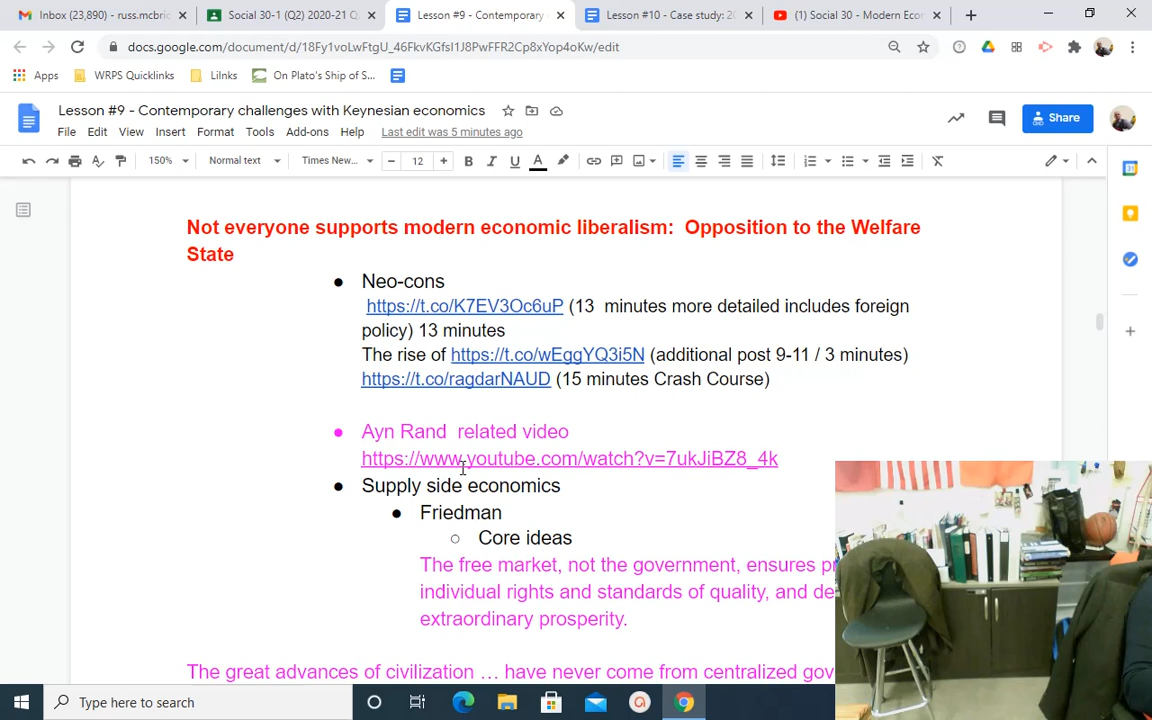 Inbox (23,890) - russ.mcbric
Social 30-1 (Q2) 2020-21 Q
Lesson #9 - Contemporary
Lesson #10 - Case study: 20
(1) Social 30 - Modern Econ
docs.google.com/document/d/18Fy1voLwFtgU_46FkvKGfsI1J8PwFFR2Cp8xYop4oKw/edit
Apps
WRPS Quicklinks
LiInks
On Plato's Ship of S...
Lesson #9 - Contemporary challenges with Keynesian economics
Share
File Edit View Insert Format Tools Add-ons Help Last edit was 5 minutes ago
150% Normal text Times New... 12 B I U A
Not everyone supports modern economic liberalism: Opposition to the Welfare
State
● Neo-cons
https://t.co/K7EV3Oc6uP (13 minutes more detailed includes foreign
policy) 13 minutes
The rise of https://t.co/wEggYQ3i5N (additional post 9-11 / 3 minutes)
https://t.co/ragdarNAUD (15 minutes Crash Course)
● Ayn Rand related video
https://www.youtube.com/watch?v=7ukJiBZ8_4k
● Supply side economics
● Friedman
○ Core ideas
The free market, not the government, ensures
individual rights and standards of quality, and
extraordinary prosperity.
The great advances of civilization … have never come from centralized
Type here to search